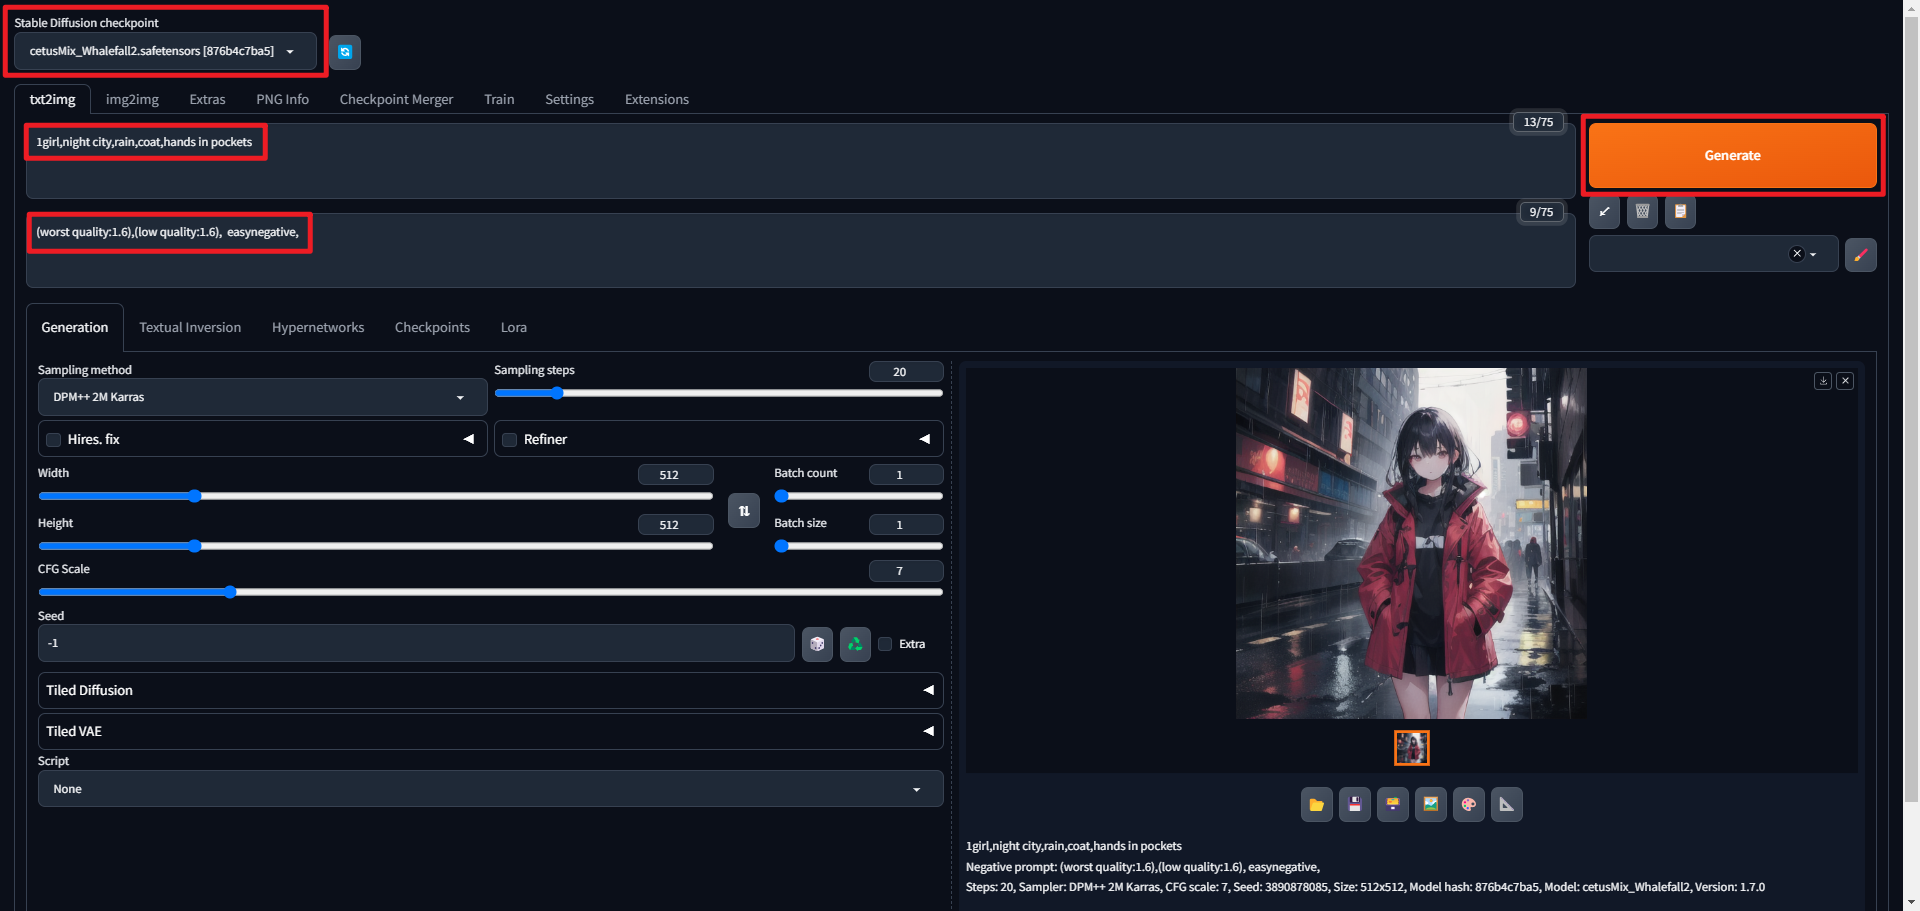 Stable Diffusion checkpoint
cetusMix_Whalefall2.safetensors [876b4c7ba5]
txt2img img2img Extras PNG Info Checkpoint Merger Train Settings Extensions
13/75
1girl,night city,rain,coat,hands in pockets
Generate
9/75
(worst quality:1.6),(low quality:1.6), easynegative,
Generation Textual Inversion Hypernetworks Checkpoints Lora
Sampling method
DPM++ 2M Karras
Sampling steps
20
Hires. fix
Refiner
Width
512
Batch count
1
Height
512
Batch size
1
CFG Scale
7
Seed
-1
Extra
Tiled Diffusion
Tiled VAE
Script
None
1girl,night city,rain,coat,hands in pockets
Negative prompt: (worst quality:1.6),(low quality:1.6), easynegative,
Steps: 20, Sampler: DPM++ 2M Karras, CFG scale: 7, Seed: 3890878085, Size: 512x512, Model hash: 876b4c7ba5, Model: cetusMix_Whalefall2, Version: 1.7.0